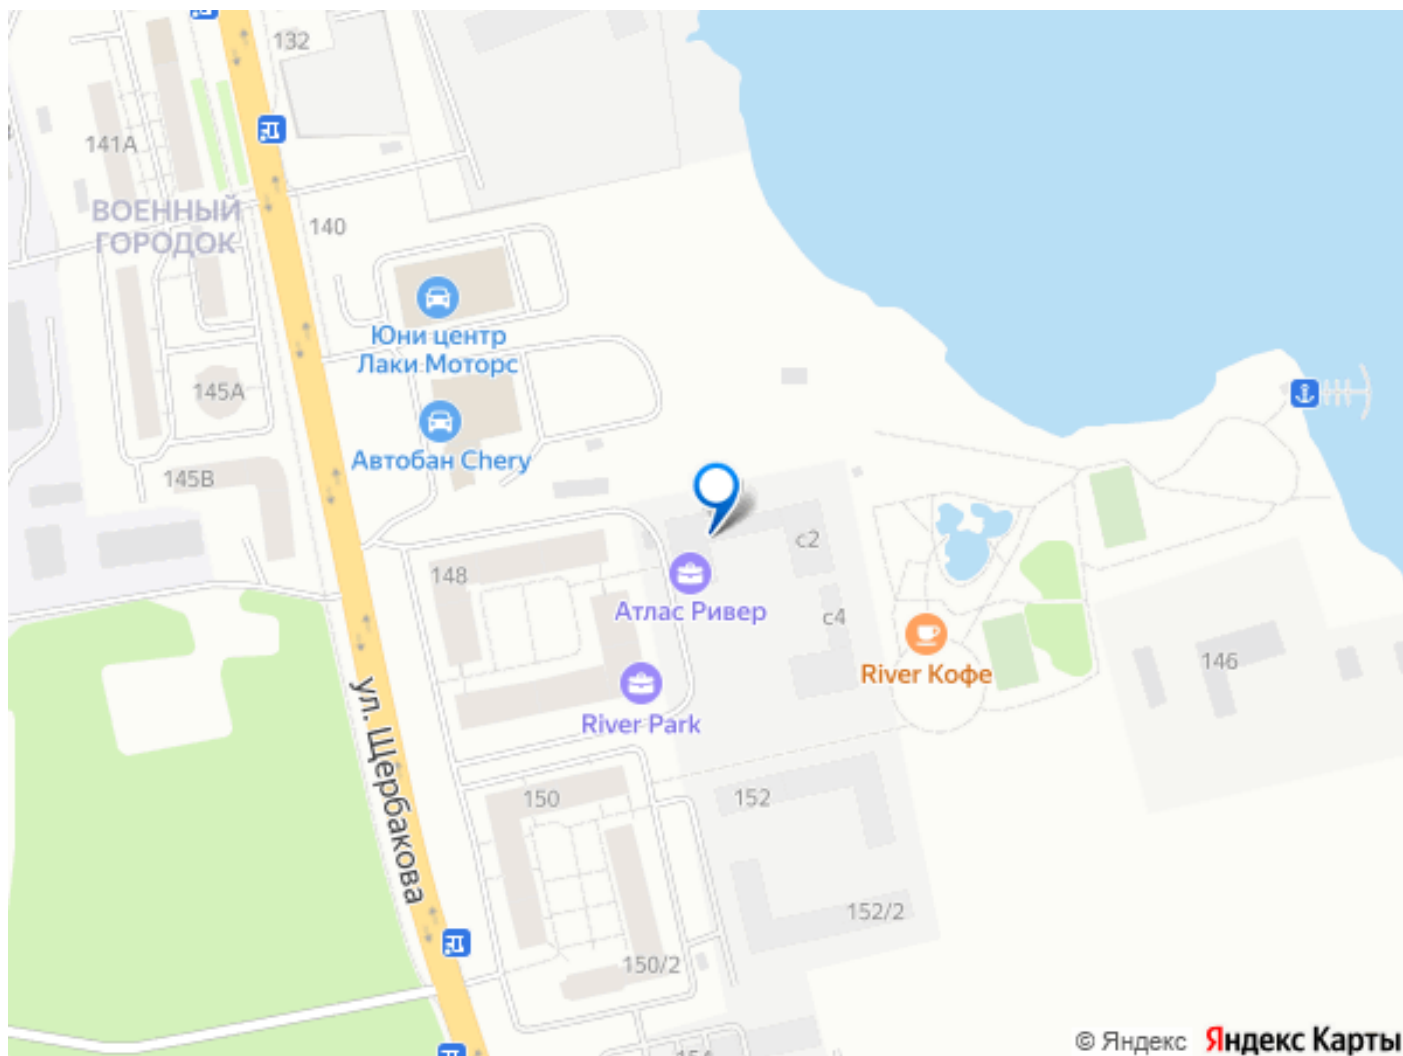 132
141А
ВОЕННЫЙ
ГОРОДОК
140
Юни центр
Лаки Моторс
145А
Автобан Chery
145В
с2
148
Атлас Ривер
с4
River Кофе
146
River Park
ул. Щербакова
150
152
152/2
150/2
154
© Яндекс Яндекс Карты